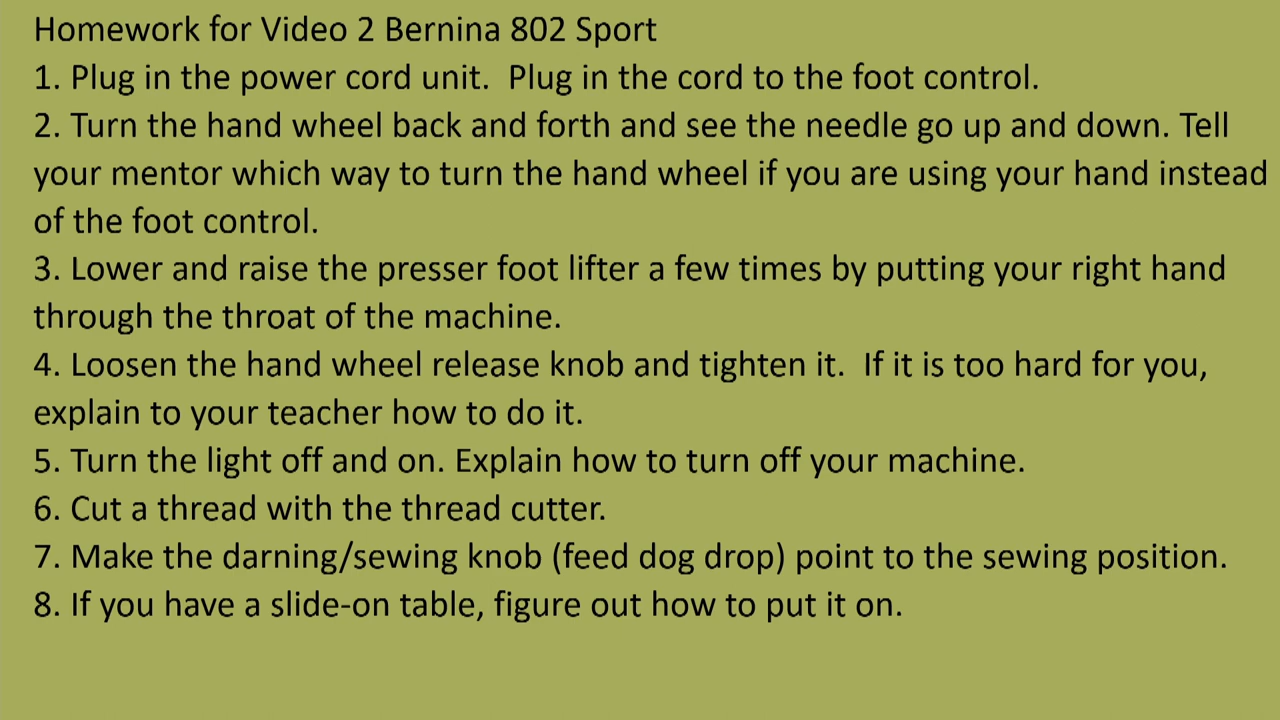 Homework for Video 2 Bernina 802 Sport
1. Plug in the power cord unit.  Plug in the cord to the foot control.
2. Turn the hand wheel back and forth and see the needle go up and down. Tell
your mentor which way to turn the hand wheel if you are using your hand instead
of the foot control.
3. Lower and raise the presser foot lifter a few times by putting your right hand
through the throat of the machine.
4. Loosen the hand wheel release knob and tighten it.  If it is too hard for you,
explain to your teacher how to do it.
5. Turn the light off and on. Explain how to turn off your machine.
6. Cut a thread with the thread cutter.
7. Make the darning/sewing knob (feed dog drop) point to the sewing position.
8. If you have a slide-on table, figure out how to put it on.